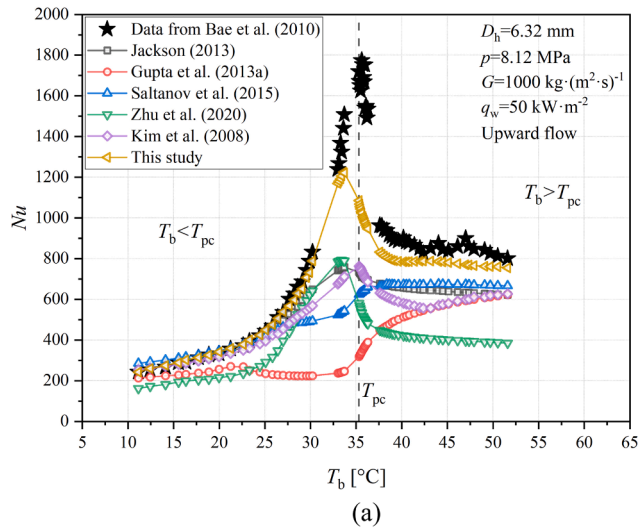 2000
1800
1600
1400
1200
1000
800
600
400
200
0
Nu
Data from Bae et al. (2010)
Jackson (2013)
Gupta et al. (2013a)
Saltanov et al. (2015)
Zhu et al. (2020)
Kim et al. (2008)
This study
Dh=6.32 mm
p=8.12 MPa
G=1000 kg·(m²·s)-1
qw=50 kW·m-2
Upward flow
Tb<Tpc
Tb>Tpc
Tpc
5 10 15 20 25 30 35 40 45 50 55 60 65
Tb [°C]
(a)